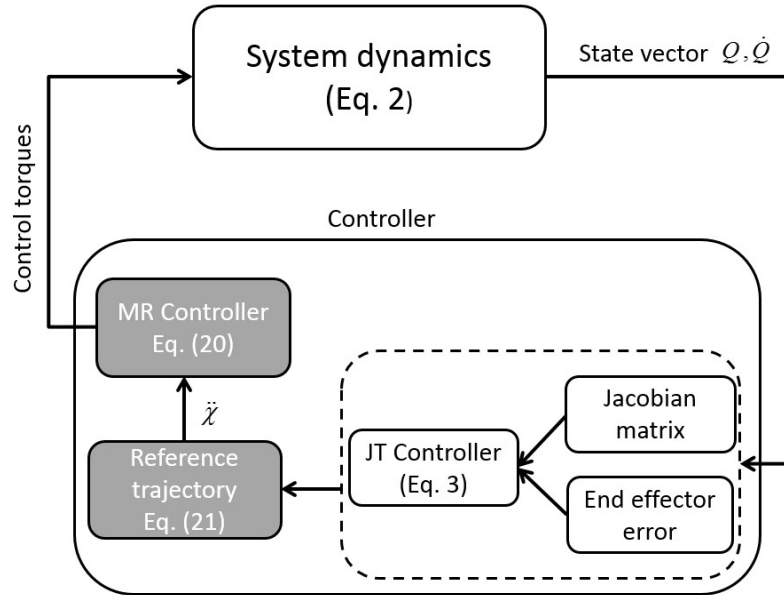 System dynamics
(Eq. 2)
State vector Q, Q̇
Control torques
Controller
MR Controller
Eq. (20)
χ̈
Reference
trajectory
Eq. (21)
JT Controller
(Eq. 3)
Jacobian
matrix
End effector
error